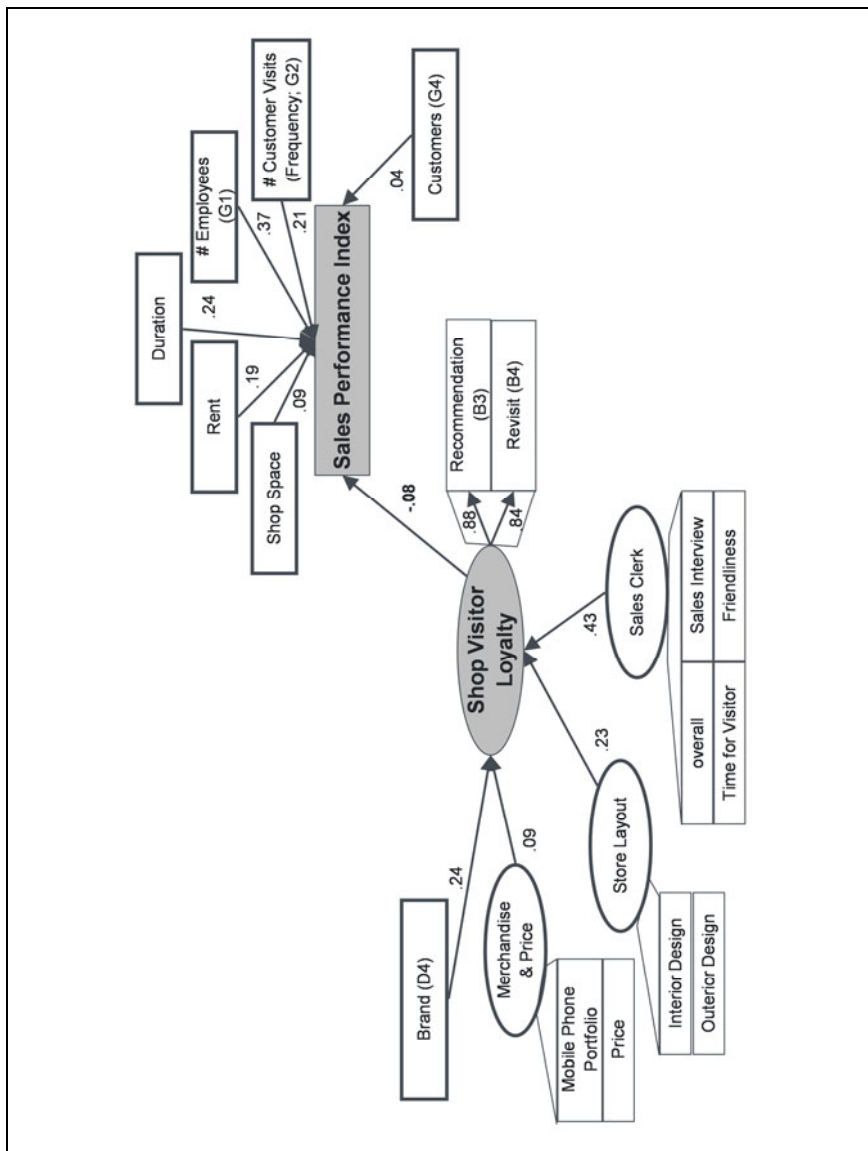 Brand (D4)
.24
Merchandise
& Price
.09
Mobile Phone
Portfolio
Price
Store Layout
.23
Interior Design
Outerior Design
Sales Clerk
.43
overall
Sales Interview
Time for Visitor
Friendliness
Shop Visitor
Loyalty
.88
.84
Recommendation
(B3)
Revisit (B4)
-.08
Shop Space
.09
Rent
.19
Duration
.24
# Employees
(G1)
.37
# Customer Visits
(Frequency; G2)
.21
Sales Performance Index
Customers (G4)
.04